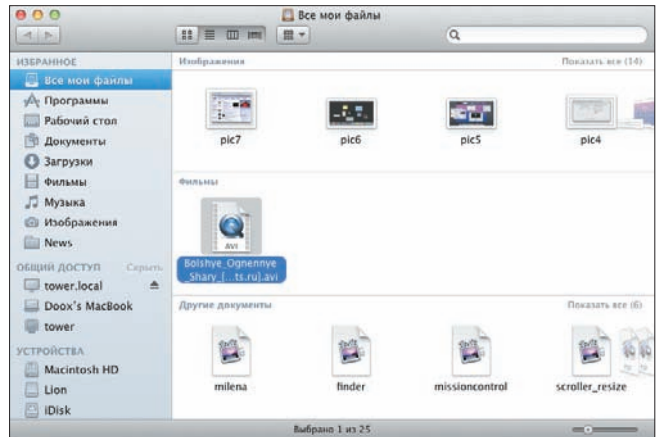 Все мои файлы
ИЗБРАННОЕ
Все мои файлы
Программы
Рабочий стол
Документы
Загрузки
Фильмы
Музыка
Изображения
News
ОБЩИЙ ДОСТУП Скрыть
tower.local
Doox's MacBook
tower
УСТРОЙСТВА
Macintosh HD
Lion
iDisk
Изображения Показать все (14)
pic7 pic6 pic5 pic4
Фильмы
AVI
Bolshye_Ognennye
_Shary_[...ts.ru].avi
Другие документы Показать все (6)
milena finder missioncontrol scroller_resize
Выбрано 1 из 25